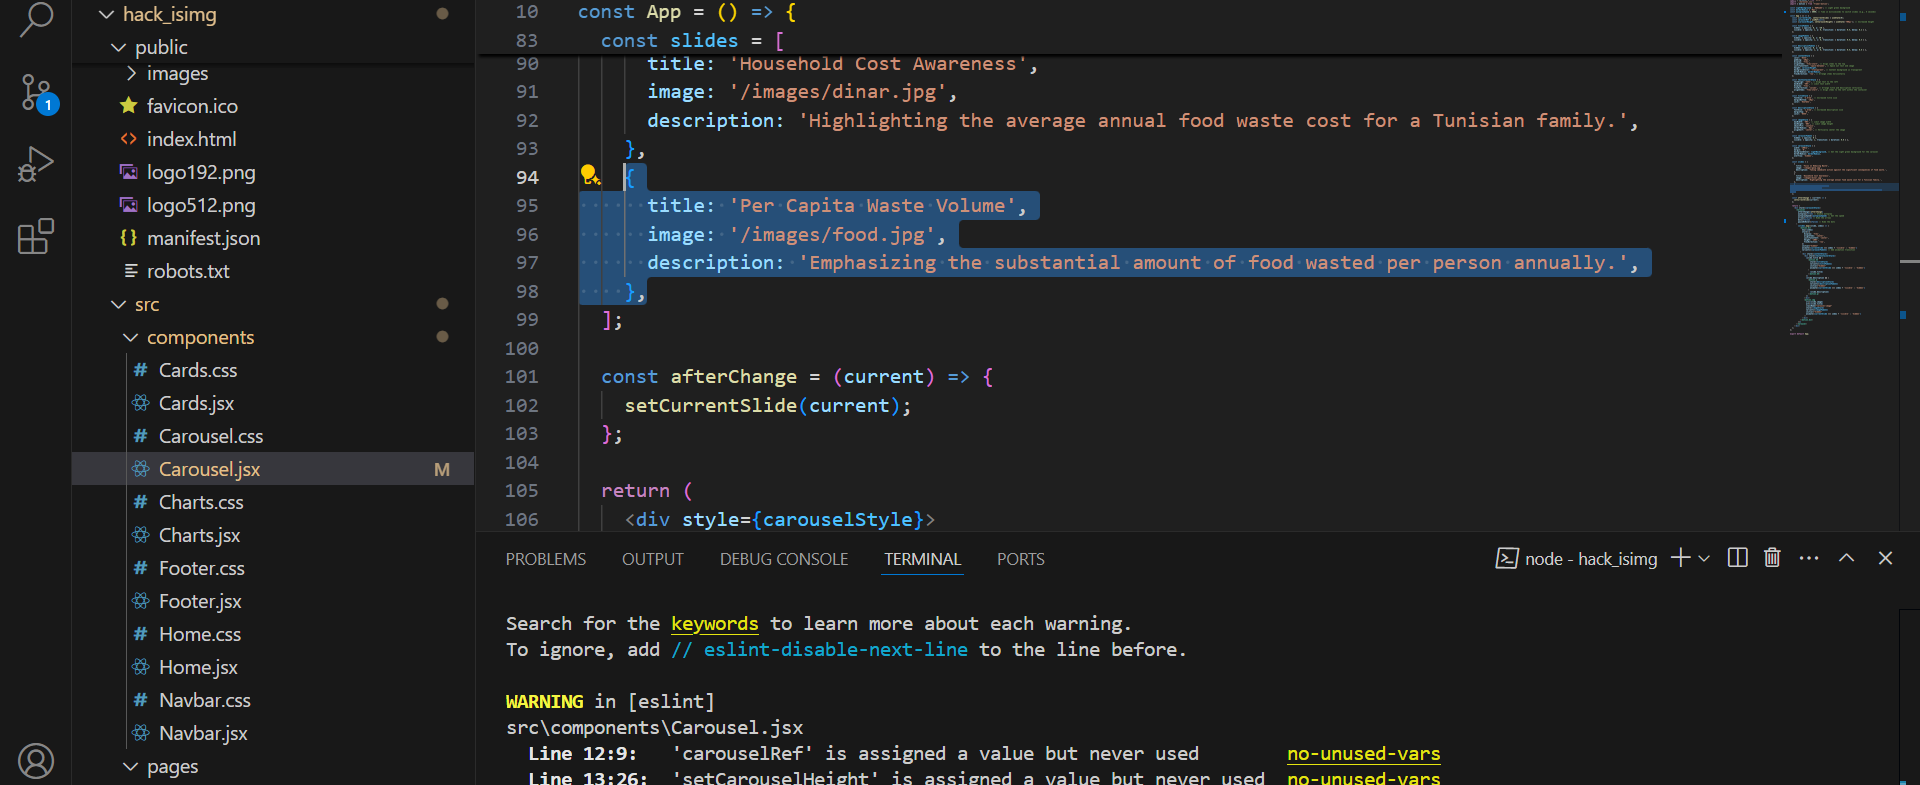 hack_isimg
public
images
favicon.ico
index.html
logo192.png
logo512.png
manifest.json
robots.txt
src
components
Cards.css
Cards.jsx
Carousel.css
Carousel.jsx M
Charts.css
Charts.jsx
Footer.css
Footer.jsx
Home.css
Home.jsx
Navbar.css
Navbar.jsx
pages
1
10 const App = () => {
83 const slides = [
90 title: 'Household Cost Awareness',
91 image: '/images/dinar.jpg',
92 description: 'Highlighting the average annual food waste cost for a Tunisian family.',
93 },
94 {
95 title: 'Per Capita Waste Volume',
96 image: '/images/food.jpg',
97 description: 'Emphasizing the substantial amount of food wasted per person annually.',
98 },
99 ];
100
101 const afterChange = (current) => {
102 setCurrentSlide(current);
103 };
104
105 return (
106 <div style={carouselStyle}>
PROBLEMS OUTPUT DEBUG CONSOLE TERMINAL PORTS node - hack_isimg
Search for the keywords to learn more about each warning.
To ignore, add // eslint-disable-next-line to the line before.
WARNING in [eslint]
src\components\Carousel.jsx
Line 12:9: 'carouselRef' is assigned a value but never used no-unused-vars
Line 13:26: 'setCarouselHeight' is assigned a value but never used no-unused-vars